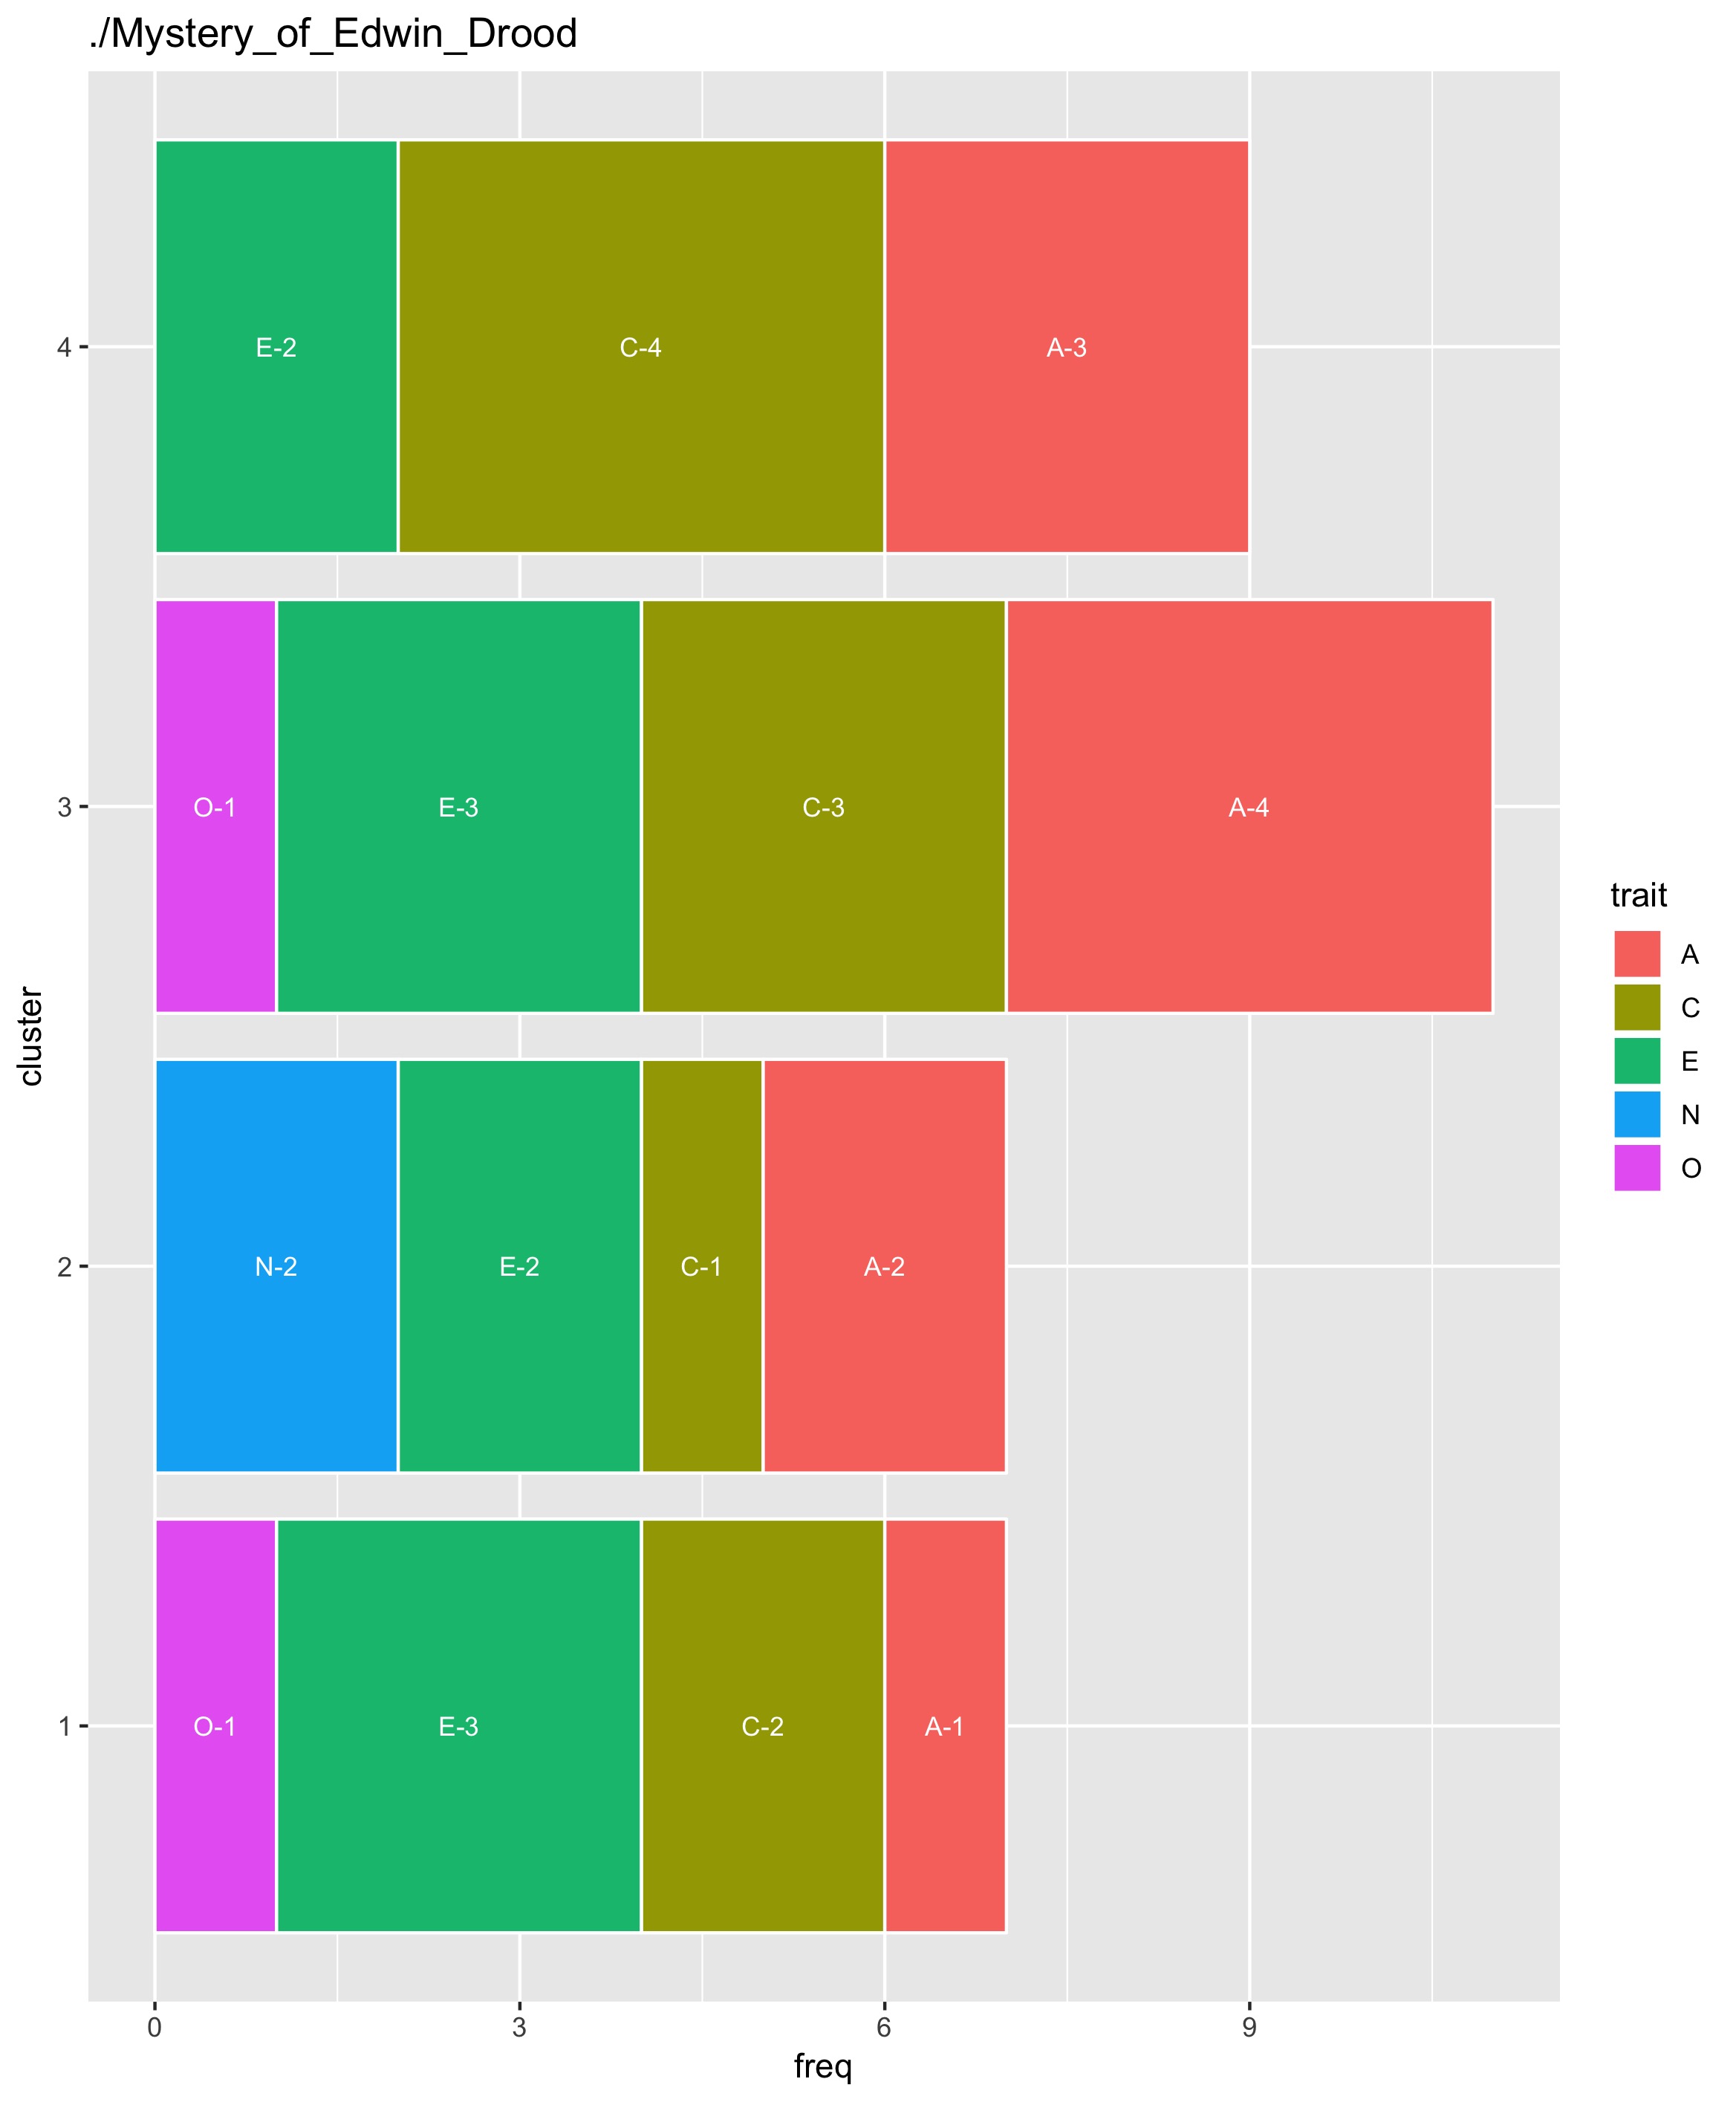 ./Mystery_of_Edwin_Drood
4
E-2 C-4 A-3
3
O-1 E-3 C-3 A-4
2
N-2 E-2 C-1 A-2
1
O-1 E-3 C-2 A-1
cluster
0 3 6 9
freq
trait
A
C
E
N
O